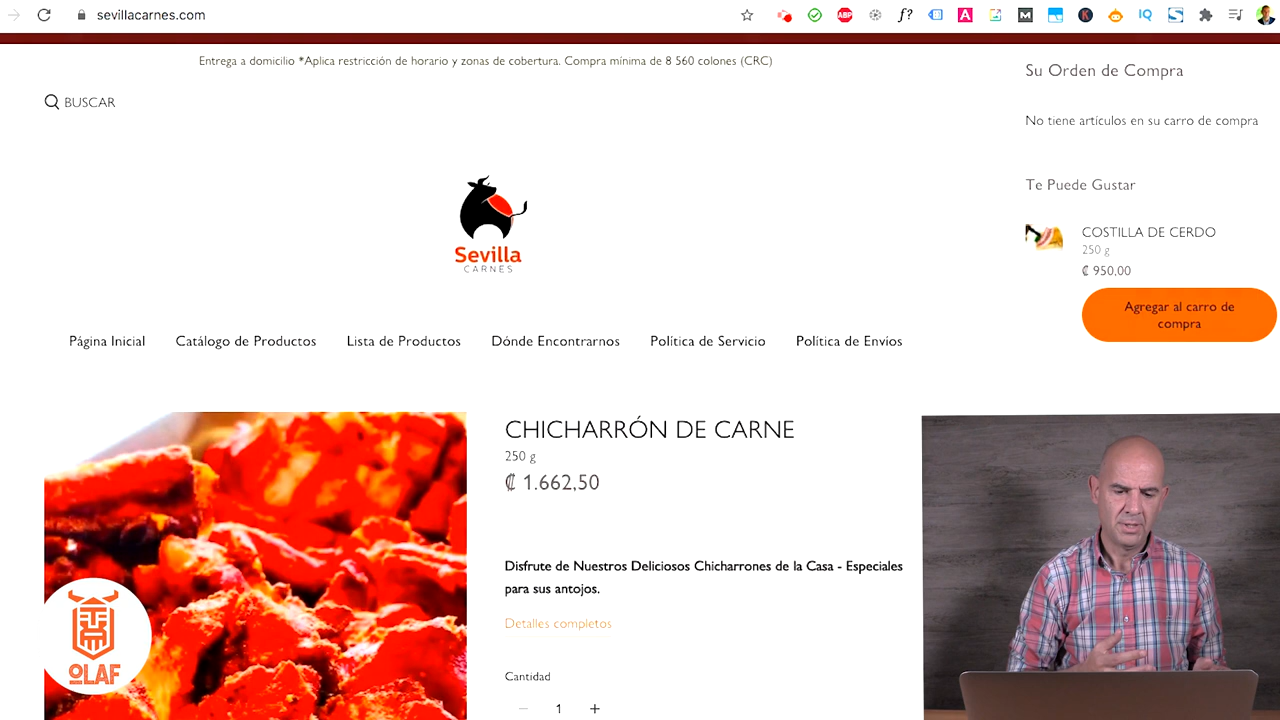 sevillacarnes.com
ABP
f?
A
M
K
IQ
S
Entrega a domicilio *Aplica restricción de horario y zonas de cobertura. Compra mínima de 8 560 colones (CRC)
BUSCAR
Sevilla
CARNES
Página Inicial
Catálogo de Productos
Lista de Productos
Dónde Encontrarnos
Política de Servicio
Política de Envios
Su Orden de Compra
No tiene artículos en su carro de compra
Te Puede Gustar
COSTILLA DE CERDO
250 g
₡ 950,00
Agregar al carro de
compra
CHICHARRÓN DE CARNE
250 g
₡ 1.662,50
Disfrute de Nuestros Deliciosos Chicharrones de la Casa - Especiales
para sus antojos.
Detalles completos
Cantidad
− 1 +
OLAF